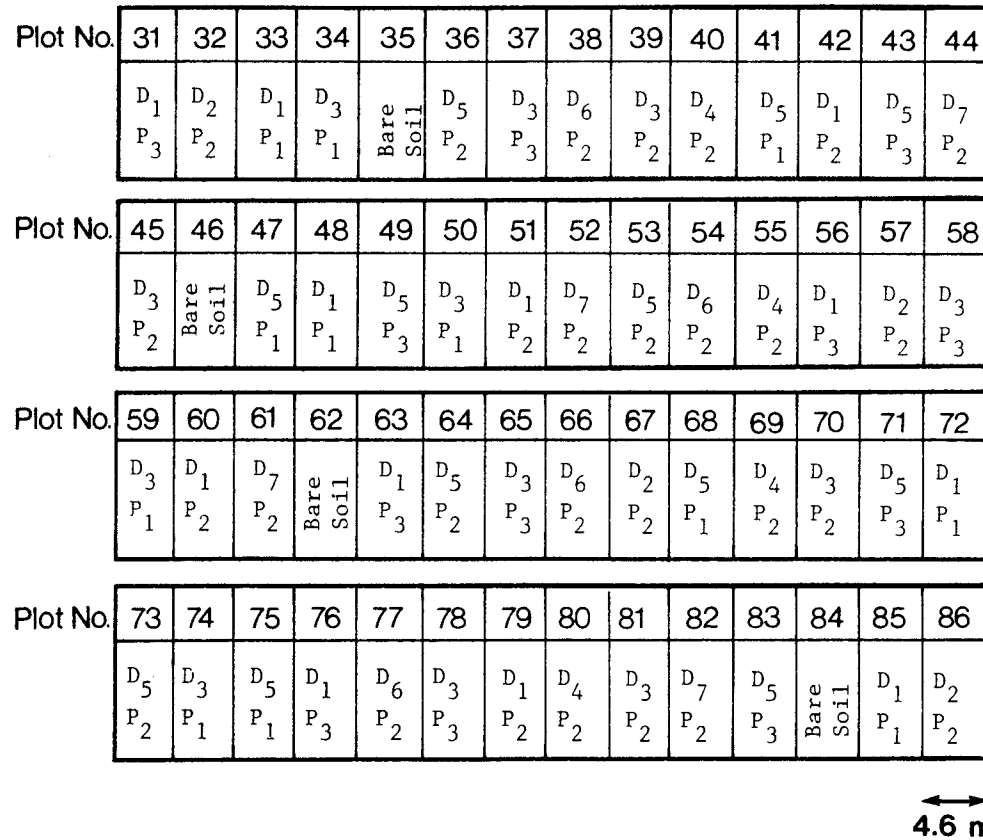 Plot No. 31 32 33 34 35 36 37 38 39 40 41 42 43 44
D1 D2 D1 D3 Bare Soil D5 D3 D6 D3 D4 D5 D1 D5 D7
P3 P2 P1 P1 P2 P3 P2 P2 P2 P1 P2 P3 P2
Plot No. 45 46 47 48 49 50 51 52 53 54 55 56 57 58
D3 Bare Soil D5 D1 D5 D3 D1 D7 D5 D6 D4 D1 D2 D3
P2 P1 P1 P3 P1 P2 P2 P2 P2 P2 P3 P2 P3
Plot No. 59 60 61 62 63 64 65 66 67 68 69 70 71 72
D3 D1 D7 Bare Soil D1 D5 D3 D6 D2 D5 D4 D3 D5 D1
P1 P2 P2 P3 P2 P3 P2 P2 P1 P2 P2 P3 P1
Plot No. 73 74 75 76 77 78 79 80 81 82 83 84 85 86
D5 D3 D5 D1 D6 D3 D1 D4 D3 D7 D5 Bare Soil D1 D2
P2 P1 P1 P3 P2 P3 P2 P2 P2 P2 P3 P1 P2
4.6 m